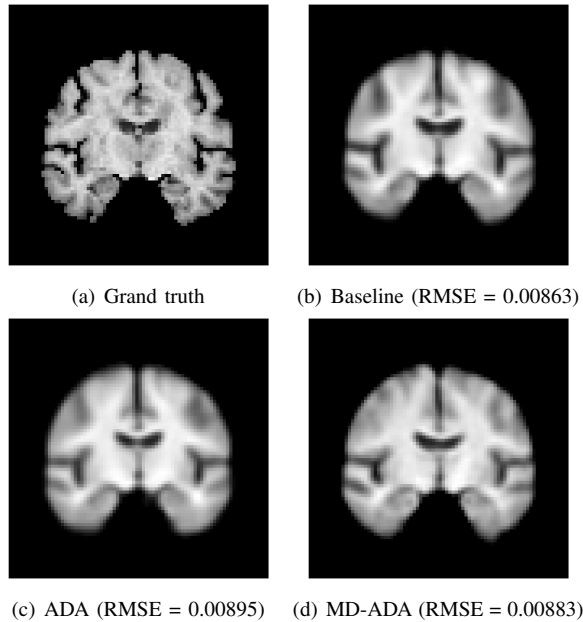 (a) Grand truth
(b) Baseline (RMSE = 0.00863)
(c) ADA (RMSE = 0.00895)
(d) MD-ADA (RMSE = 0.00883)